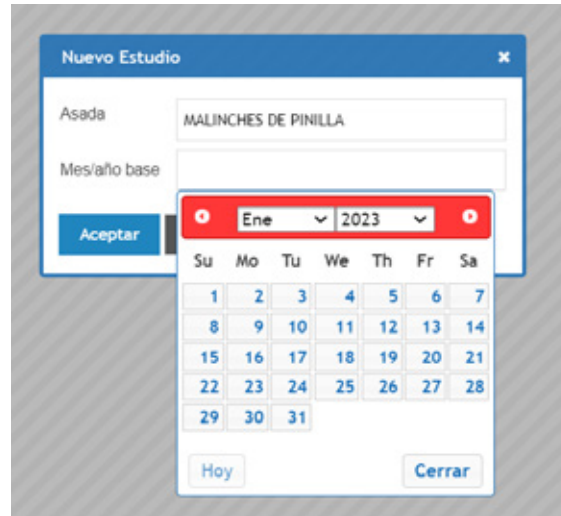 Nuevo Estudio ×
Asada MALINCHES DE PINILLA
Mes/año base
Aceptar
Ene 2023
Su Mo Tu We Th Fr Sa
1 2 3 4 5 6 7
8 9 10 11 12 13 14
15 16 17 18 19 20 21
22 23 24 25 26 27 28
29 30 31
Hoy Cerrar